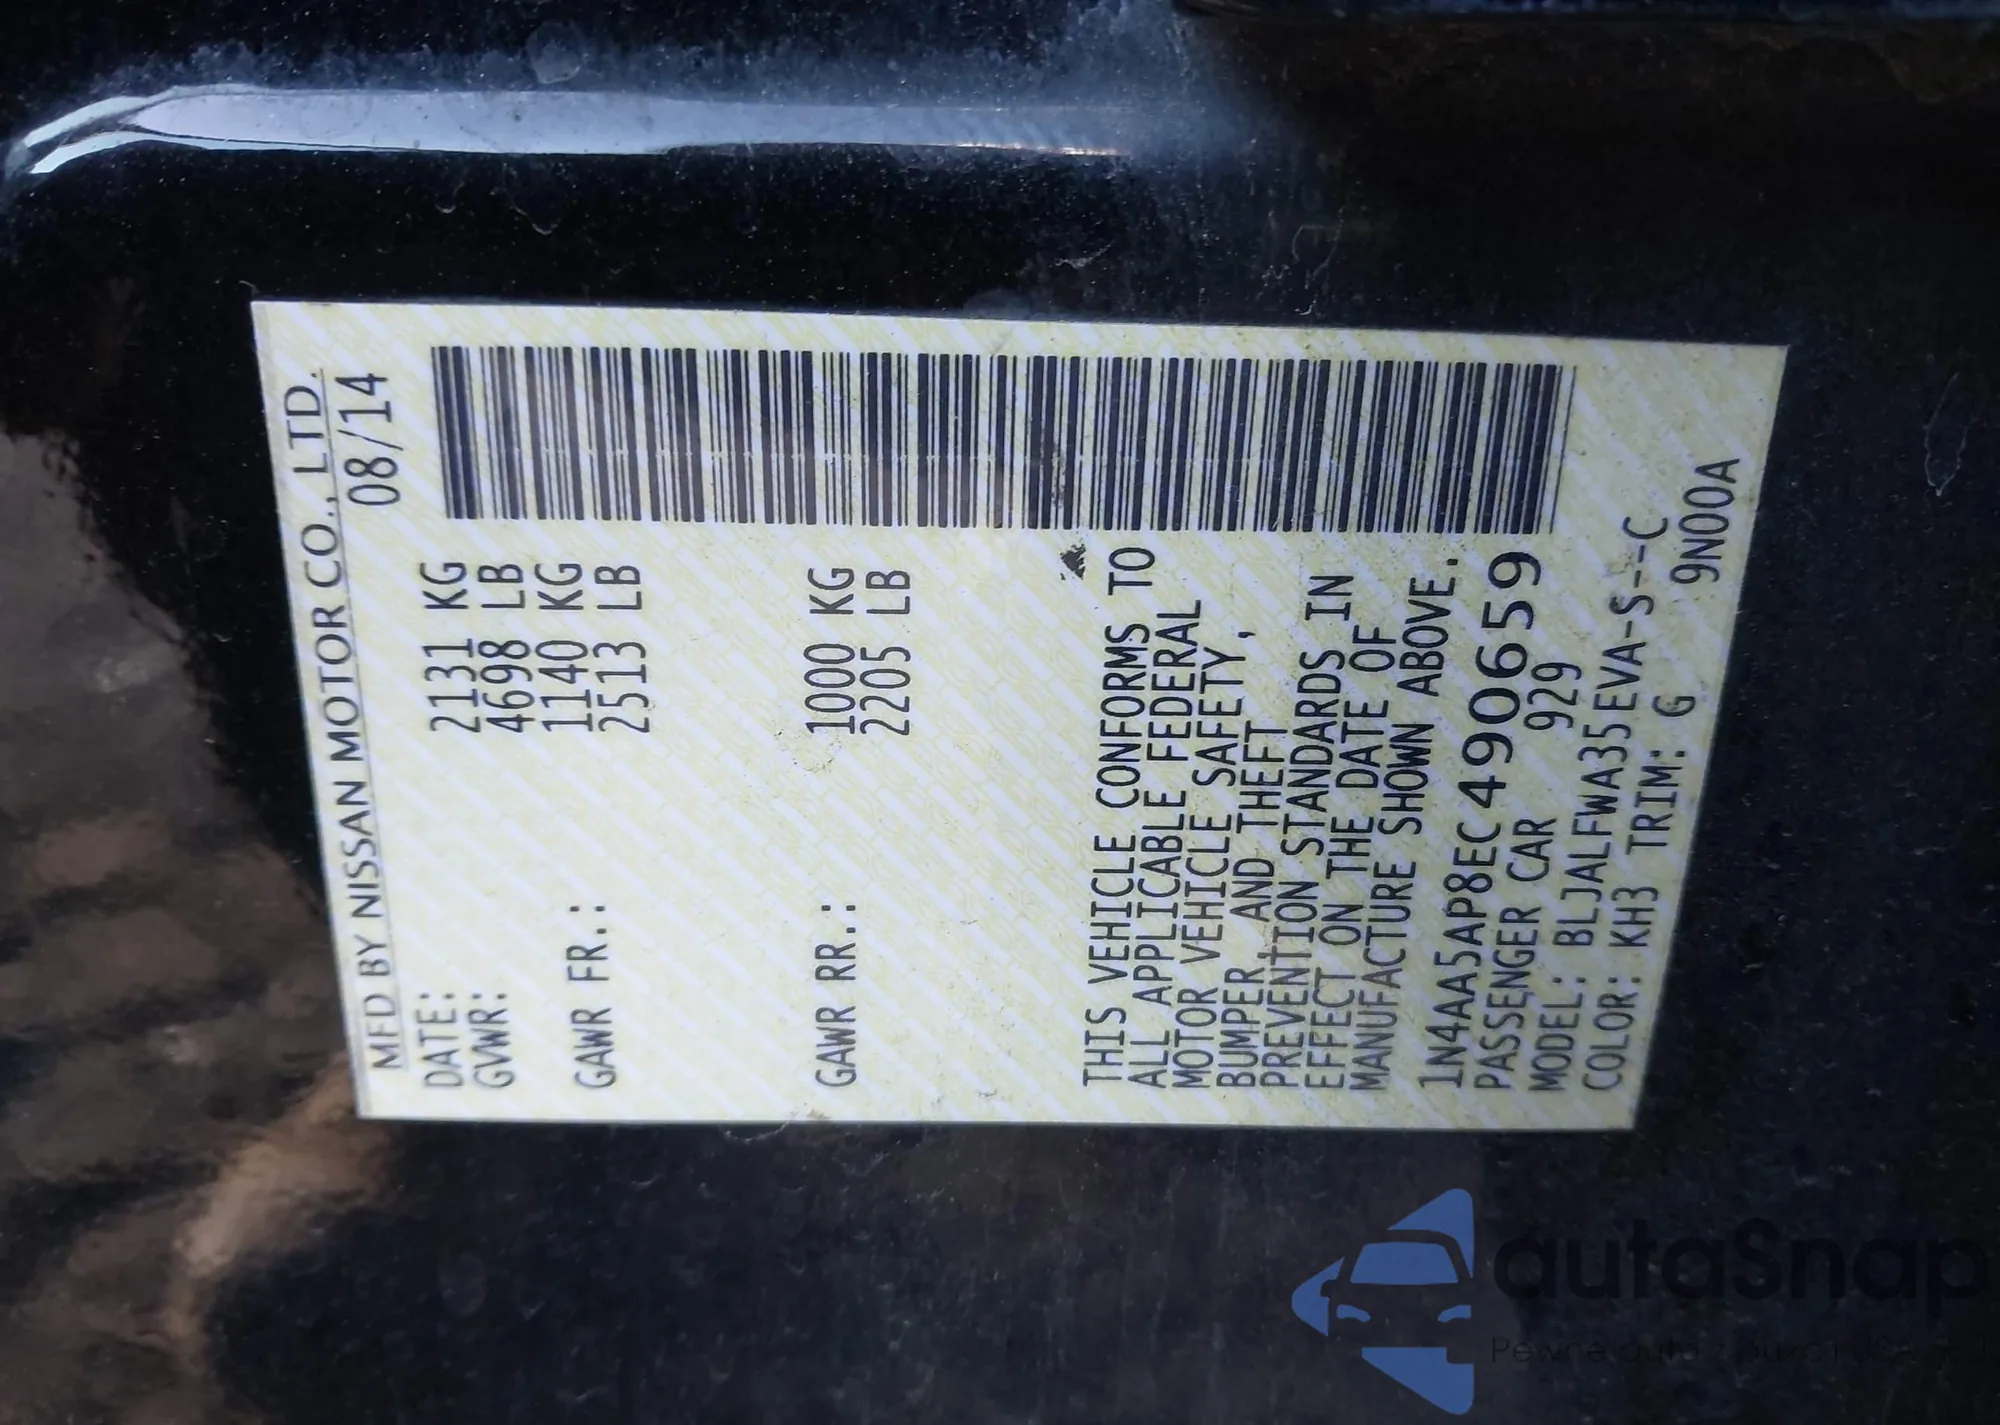 MFD BY NISSAN MOTOR CO., LTD.
DATE: 08/14
GVWR: 2131 KG
4698 LB
GAWR FR.: 1140 KG
2513 LB
GAWR RR.: 1000 KG
2205 LB
THIS VEHICLE CONFORMS TO
ALL APPLICABLE FEDERAL
MOTOR VEHICLE SAFETY,
BUMPER, AND THEFT
PREVENTION STANDARDS IN
EFFECT ON THE DATE OF
MANUFACTURE SHOWN ABOVE.
1N4AA5AP8EC490659
PASSENGER CAR 929
MODEL: BLJALFWA35EVA-S--C
COLOR: KH3 TRIM: G
9N00A
autaSnap
Pewne auta